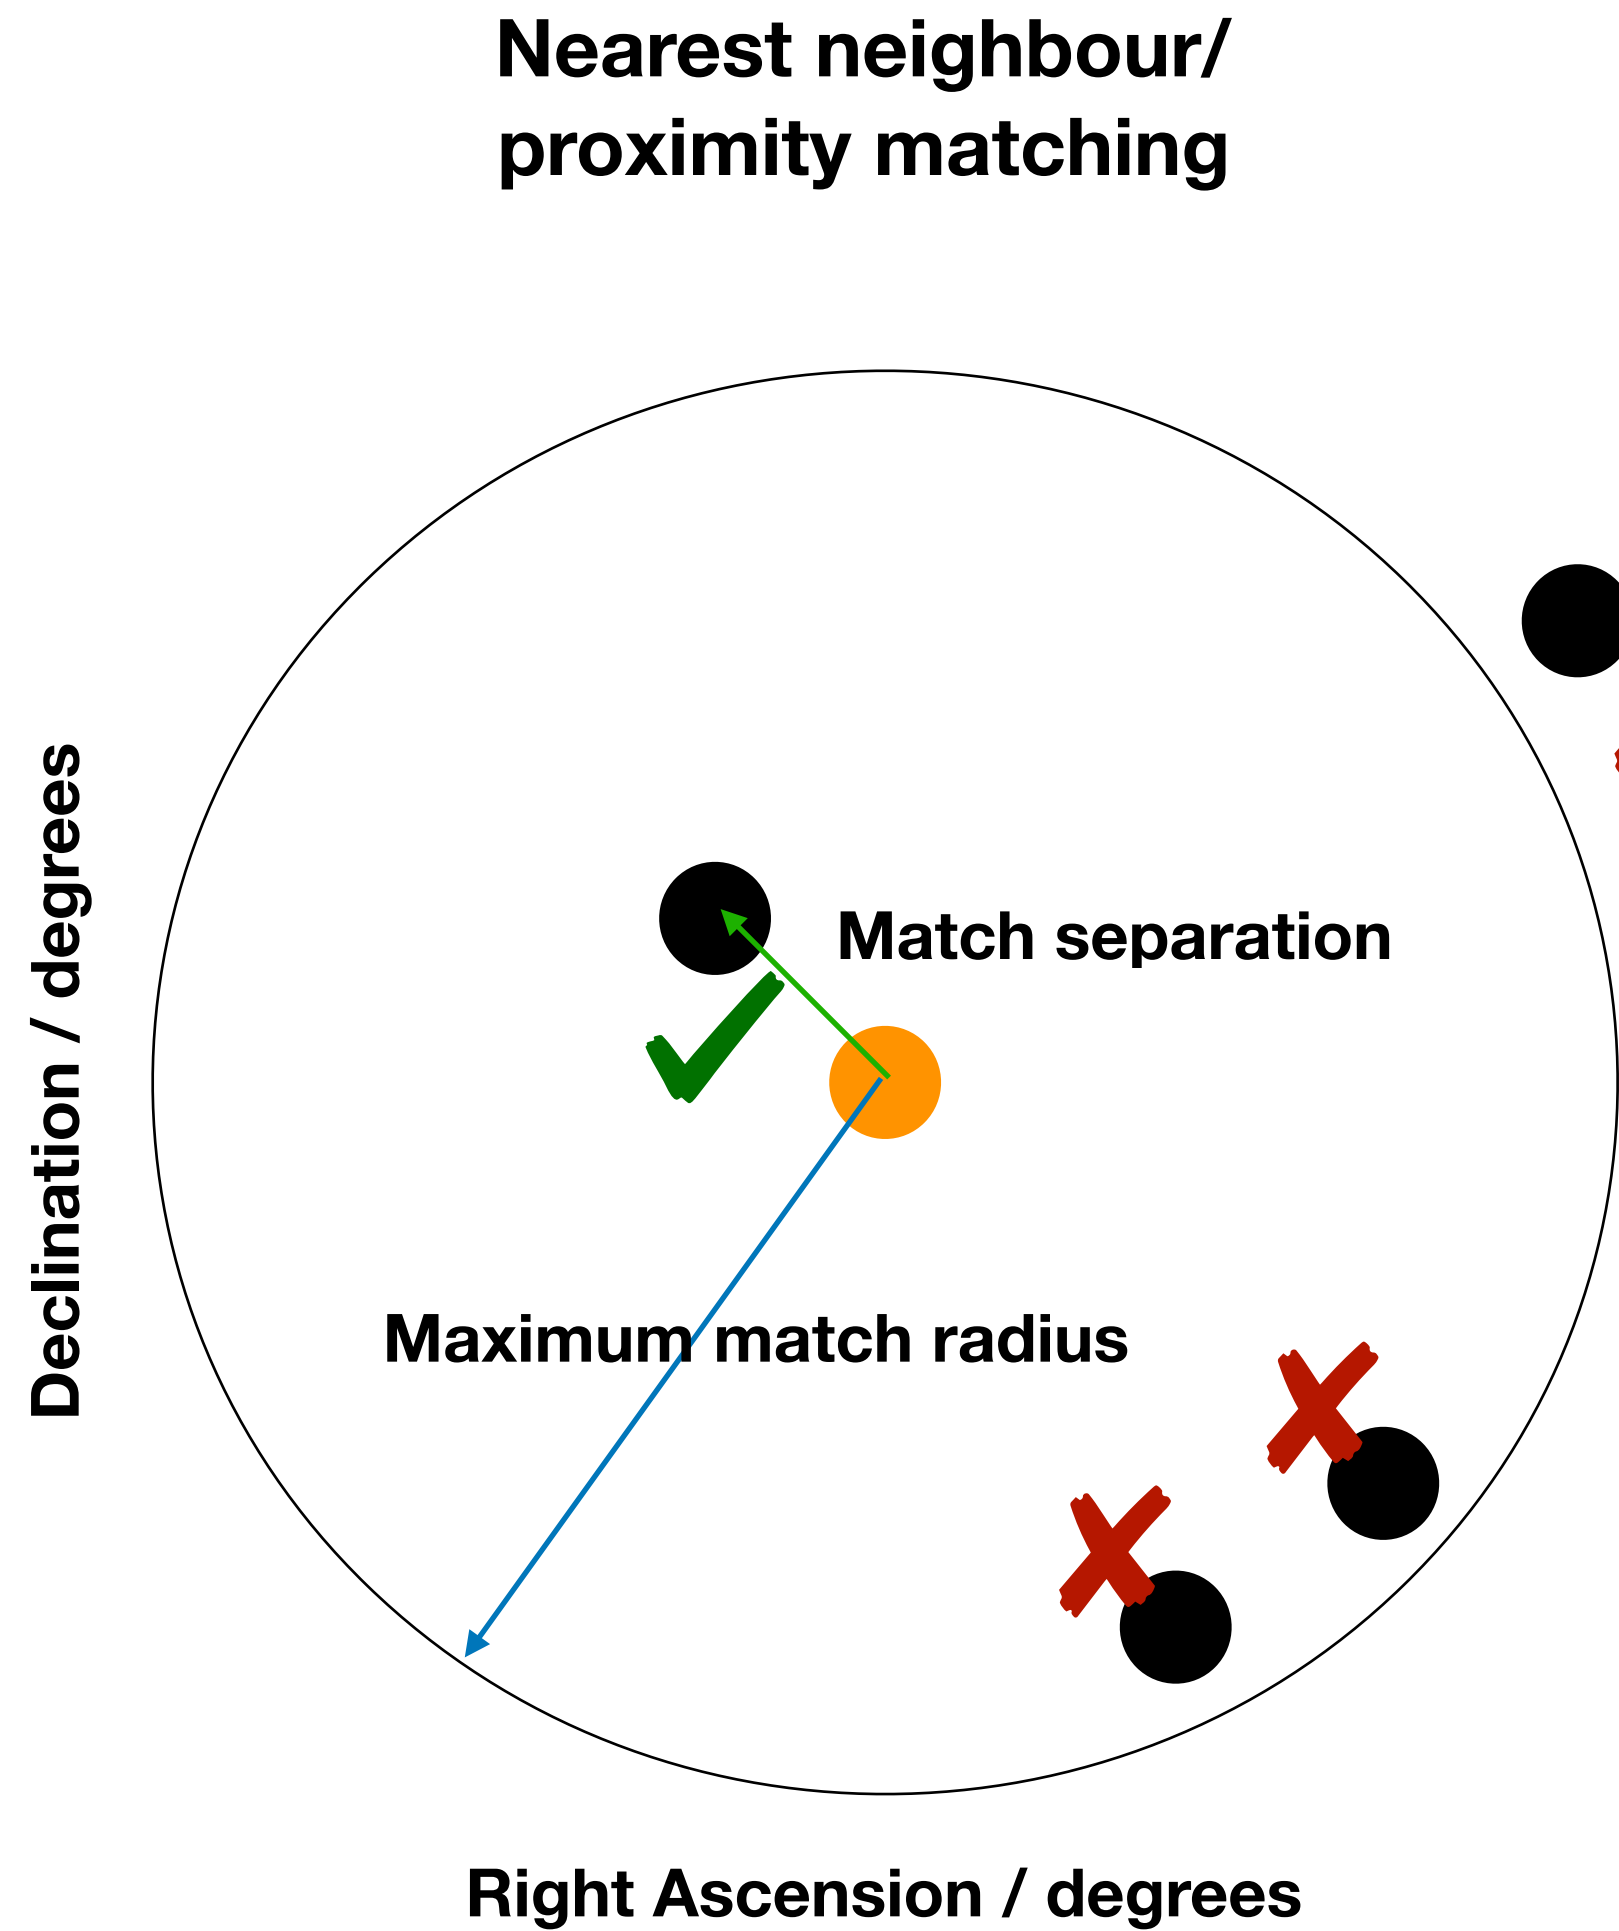 Nearest neighbour/
proximity matching
Declination / degrees
Match separation
Maximum match radius
Right Ascension / degrees